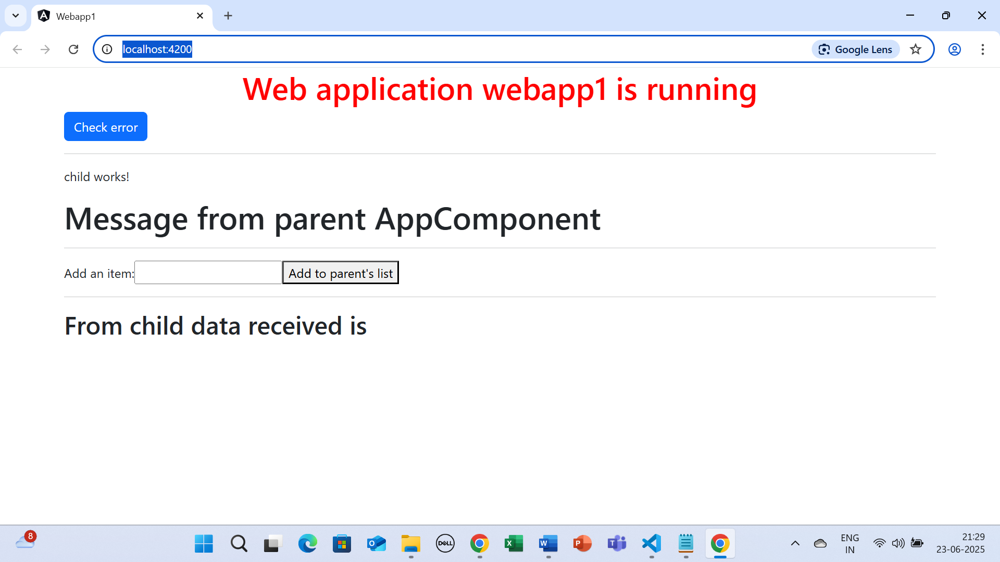 Webapp1
localhost:4200
Google Lens
Web application webapp1 is running
Check error
child works!
Message from parent AppComponent
Add an item:
Add to parent's list
From child data received is
8
DELL
ENG
IN
21:29
23-06-2025